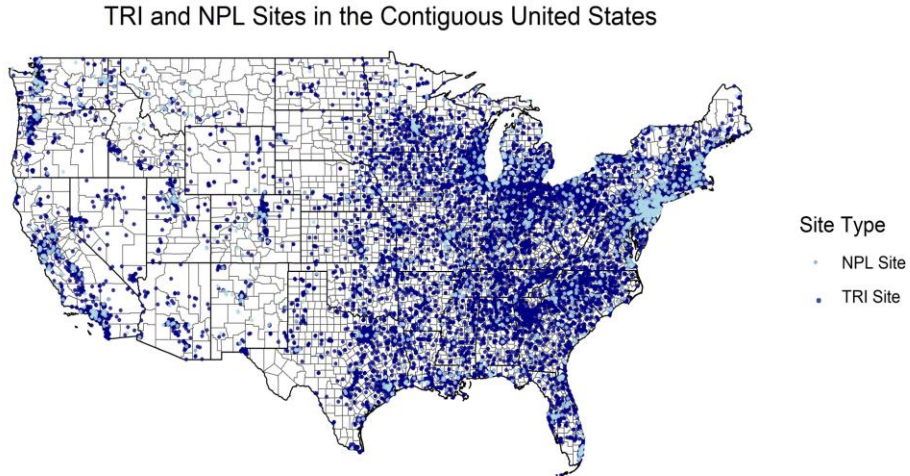 TRI and NPL Sites in the Contiguous United States
Site Type
NPL Site
TRI Site